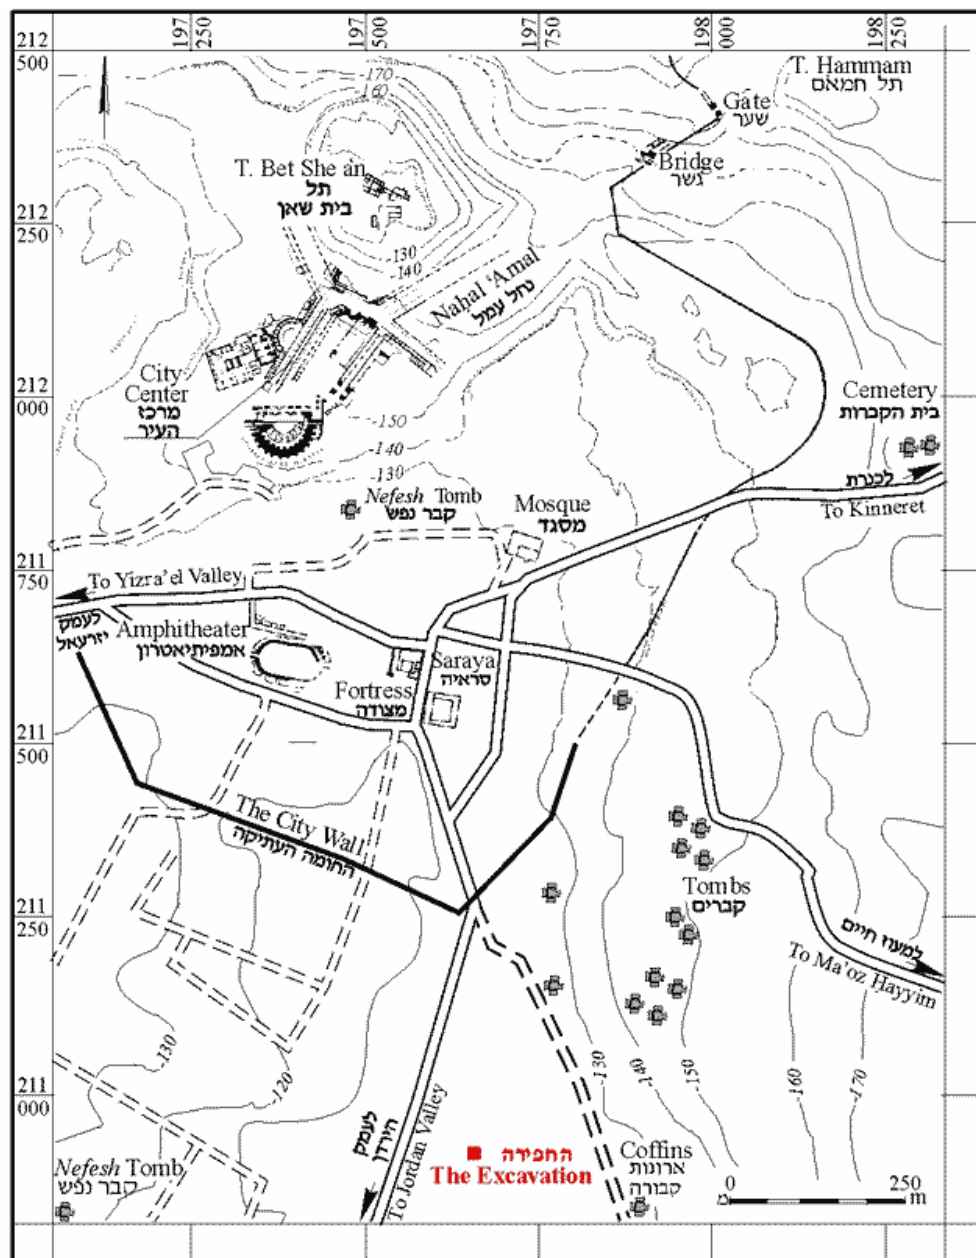 197 250
197 500
197 750
198 000
198 250
212 500
-170
-160
T. Hammam
תל חמאם
Gate
שער
T. Bet She'an
תל
בית שאן
Bridge
גשר
212 250
-130
-140
Nahal 'Amal
נחל עמל
City
Center
מרכז
העיר
212 000
Cemetery
בית הקברות
-150
-140
-130
לכנרת
To Kinneret
Nefesh Tomb
קבר נפש
Mosque
מסגד
211 750
To Yizra'el Valley
לעמק
יזרעאל
Amphitheater
אמפיתיאטרון
Saraya
סראיה
Fortress
מצודה
211 500
The City Wall
החומה העתיקה
Tombs
קברים
211 250
למעוז חיים
To Ma'oz Hayyim
-130
-120
-130
-140
-150
-160
-170
211 000
לעמק
הירדן
To Jordan Valley
החפירה
The Excavation
Coffins
ארונות
קבורה
Nefesh Tomb
קבר נפש
0 250
מ m